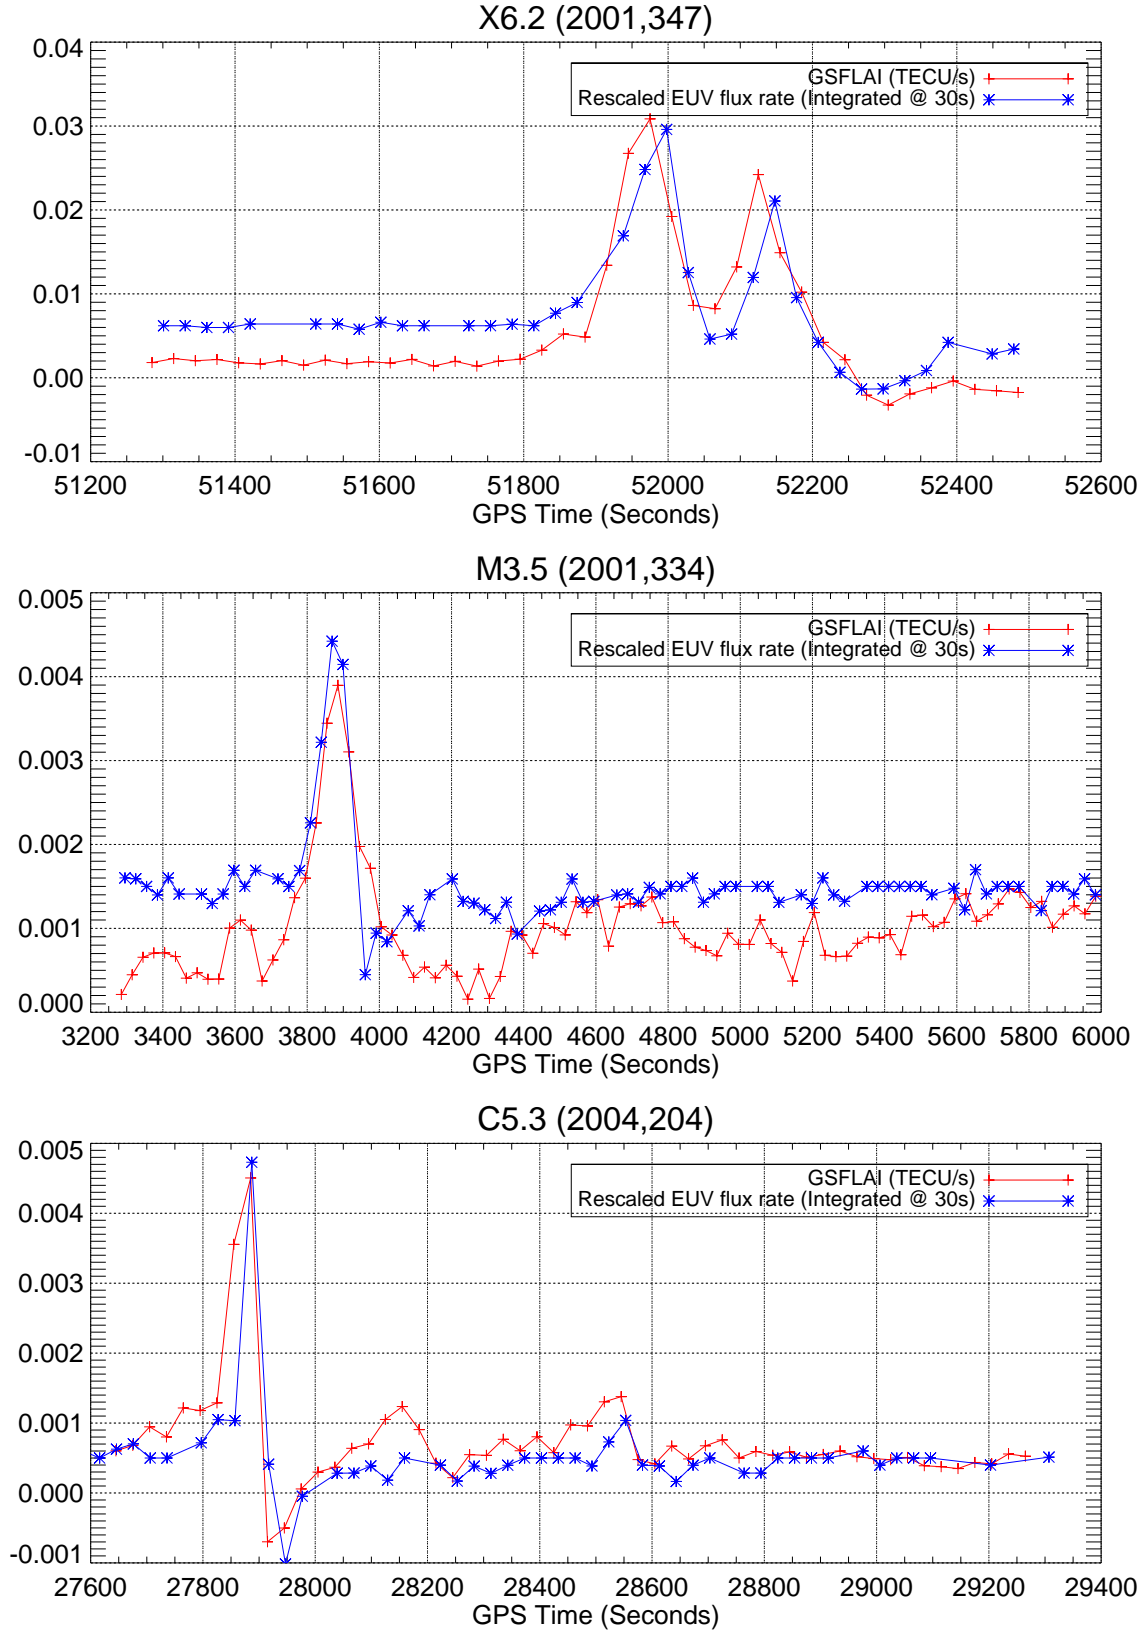 X6.2 (2001,347)
0.04
0.03
0.02
0.01
0.00
-0.01
GSFLAI (TECU/s)
Rescaled EUV flux rate (Integrated @ 30s)
51200 51400 51600 51800 52000 52200 52400 52600
GPS Time (Seconds)
M3.5 (2001,334)
0.005
0.004
0.003
0.002
0.001
0.000
GSFLAI (TECU/s)
Rescaled EUV flux rate (Integrated @ 30s)
3200 3400 3600 3800 4000 4200 4400 4600 4800 5000 5200 5400 5600 5800 6000
GPS Time (Seconds)
C5.3 (2004,204)
0.005
0.004
0.003
0.002
0.001
0.000
-0.001
GSFLAI (TECU/s)
Rescaled EUV flux rate (Integrated @ 30s)
27600 27800 28000 28200 28400 28600 28800 29000 29200 29400
GPS Time (Seconds)